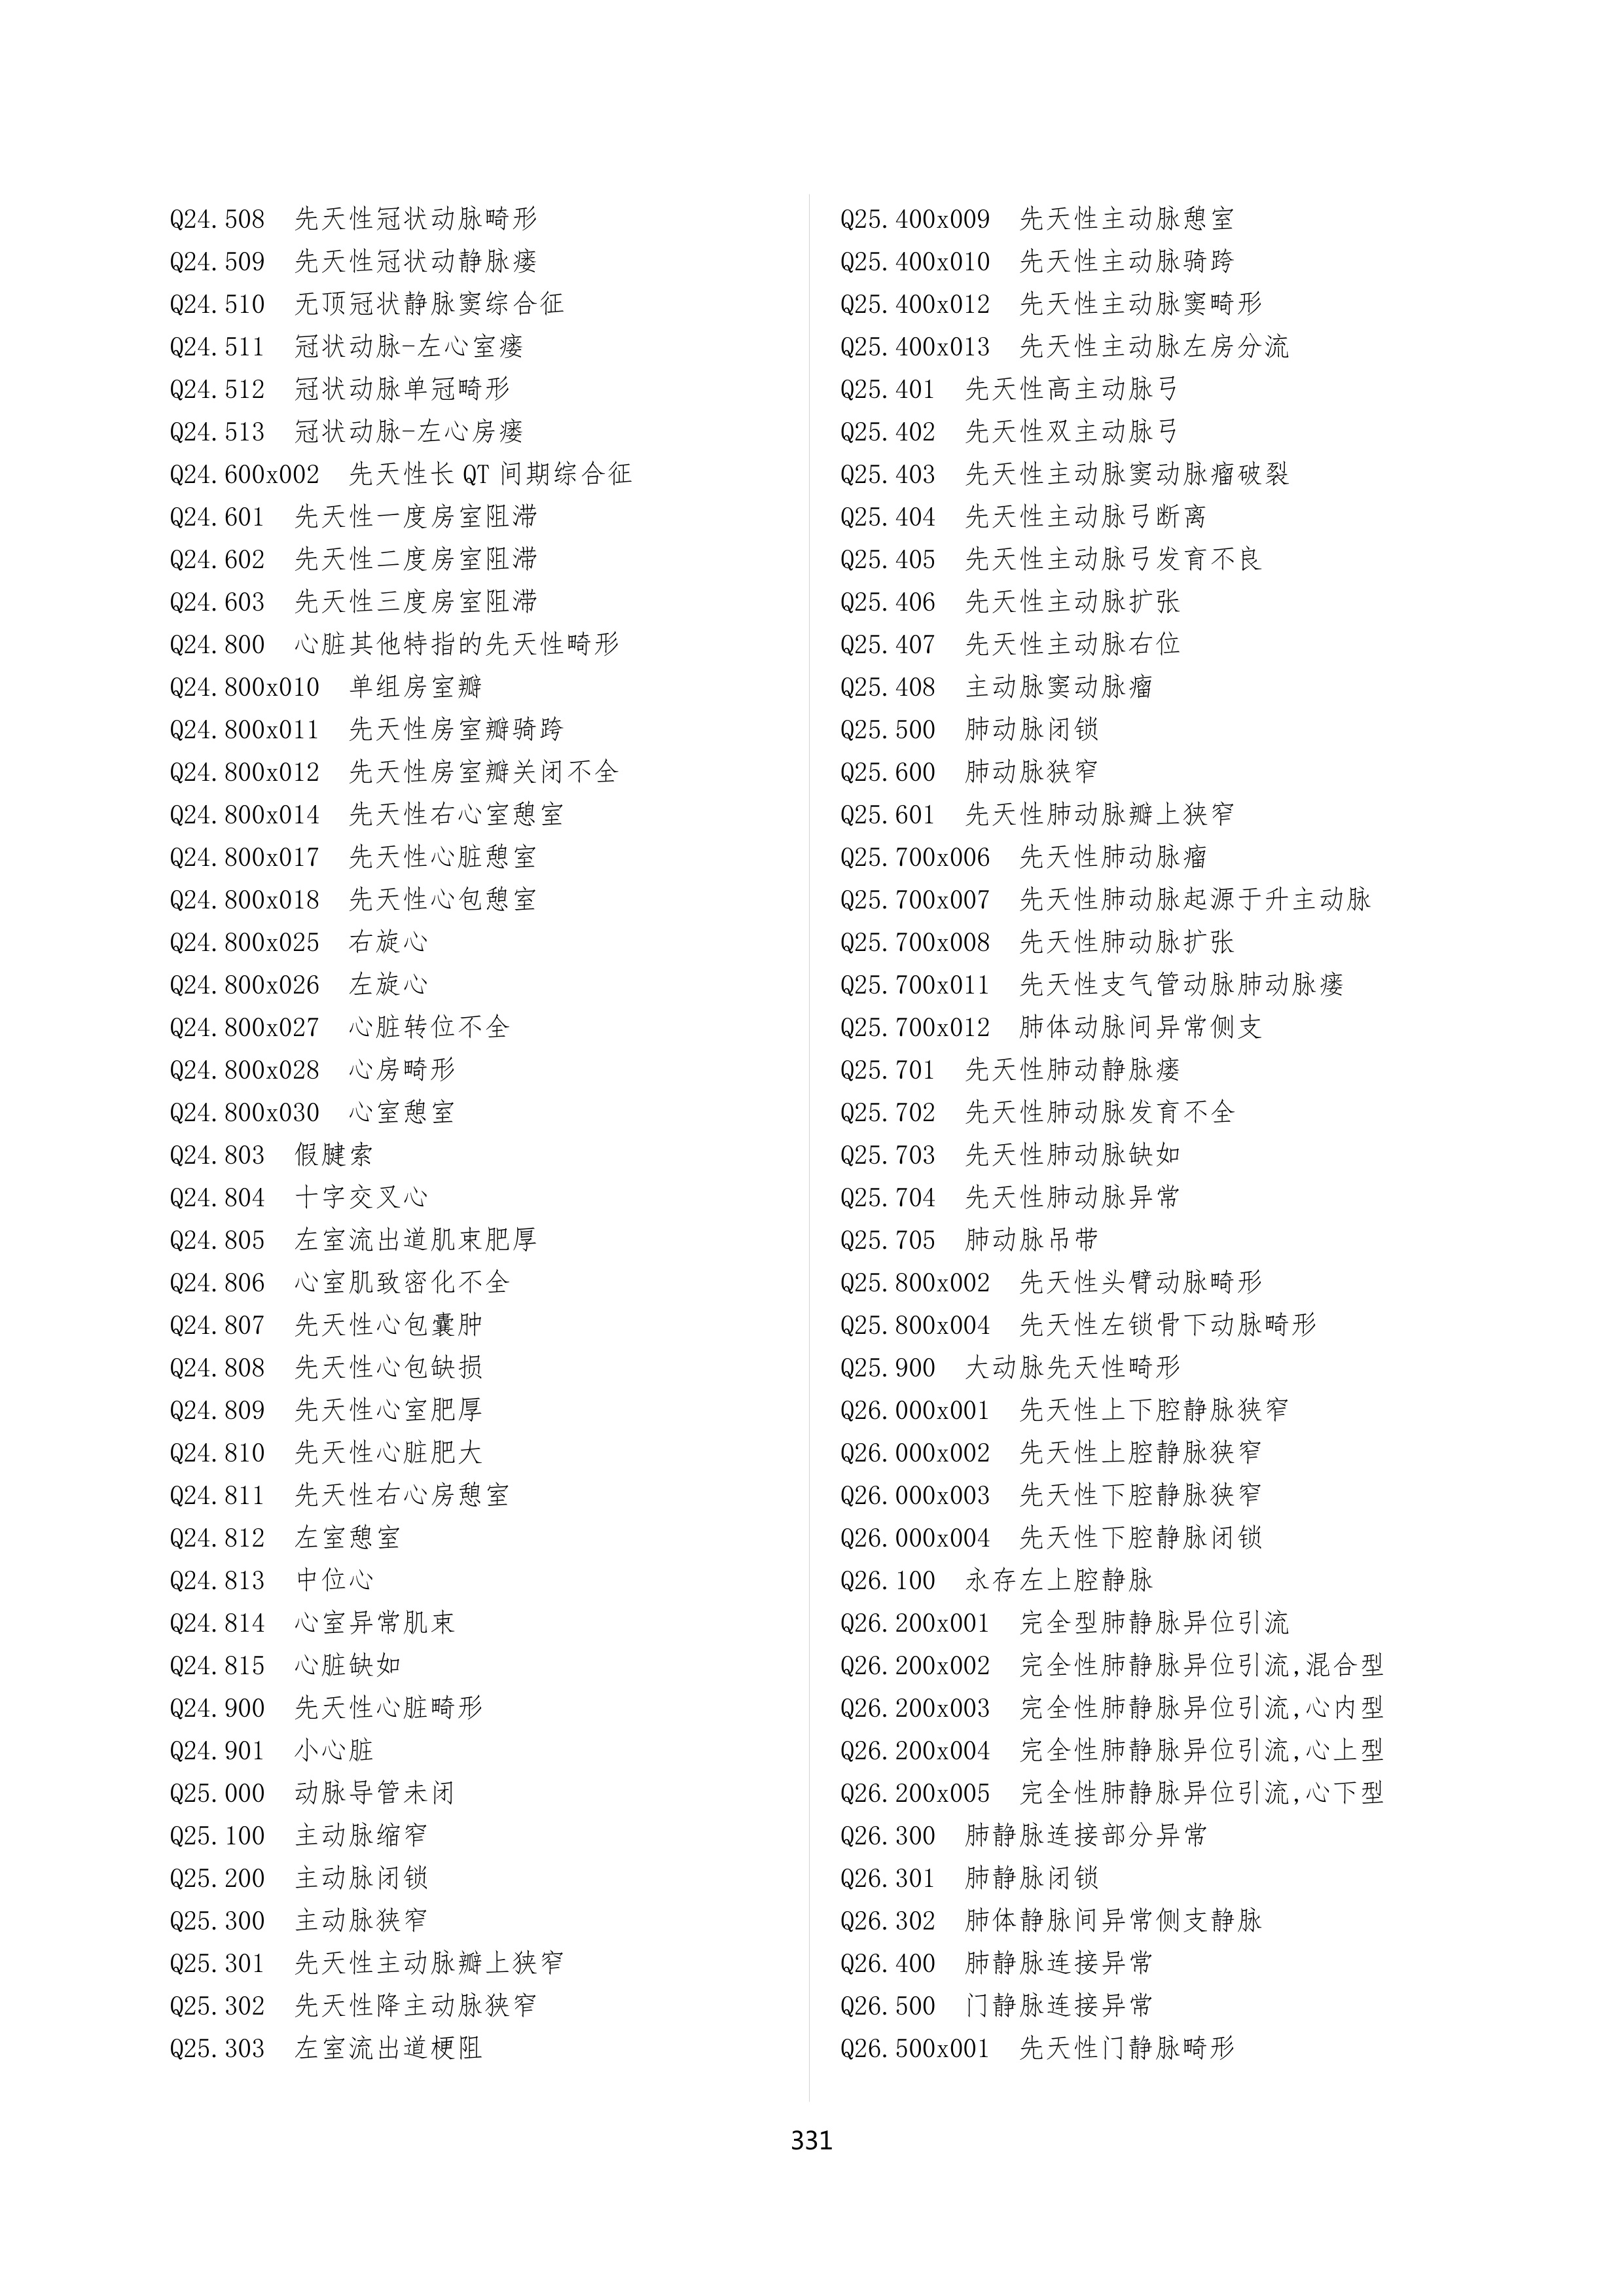 Q24.508 先天性冠状动脉畸形
Q24.509 先天性冠状动静脉瘘
Q24.510 无顶冠状静脉窦综合征
Q24.511 冠状动脉-左心室瘘
Q24.512 冠状动脉单冠畸形
Q24.513 冠状动脉-左心房瘘
Q24.600x002 先天性长 QT 间期综合征
Q24.601 先天性一度房室阻滞
Q24.602 先天性二度房室阻滞
Q24.603 先天性三度房室阻滞
Q24.800 心脏其他特指的先天性畸形
Q24.800x010 单组房室瓣
Q24.800x011 先天性房室瓣骑跨
Q24.800x012 先天性房室瓣关闭不全
Q24.800x014 先天性右心室憩室
Q24.800x017 先天性心脏憩室
Q24.800x018 先天性心包憩室
Q24.800x025 右旋心
Q24.800x026 左旋心
Q24.800x027 心脏转位不全
Q24.800x028 心房畸形
Q24.800x030 心室憩室
Q24.803 假腱索
Q24.804 十字交叉心
Q24.805 左室流出道肌束肥厚
Q24.806 心室肌致密化不全
Q24.807 先天性心包囊肿
Q24.808 先天性心包缺损
Q24.809 先天性心室肥厚
Q24.810 先天性心脏肥大
Q24.811 先天性右心房憩室
Q24.812 左室憩室
Q24.813 中位心
Q24.814 心室异常肌束
Q24.815 心脏缺如
Q24.900 先天性心脏畸形
Q24.901 小心脏
Q25.000 动脉导管未闭
Q25.100 主动脉缩窄
Q25.200 主动脉闭锁
Q25.300 主动脉狭窄
Q25.301 先天性主动脉瓣上狭窄
Q25.302 先天性降主动脉狭窄
Q25.303 左室流出道梗阻
Q25.400x009 先天性主动脉憩室
Q25.400x010 先天性主动脉骑跨
Q25.400x012 先天性主动脉窦畸形
Q25.400x013 先天性主动脉左房分流
Q25.401 先天性高主动脉弓
Q25.402 先天性双主动脉弓
Q25.403 先天性主动脉窦动脉瘤破裂
Q25.404 先天性主动脉弓断离
Q25.405 先天性主动脉弓发育不良
Q25.406 先天性主动脉扩张
Q25.407 先天性主动脉右位
Q25.408 主动脉窦动脉瘤
Q25.500 肺动脉闭锁
Q25.600 肺动脉狭窄
Q25.601 先天性肺动脉瓣上狭窄
Q25.700x006 先天性肺动脉瘤
Q25.700x007 先天性肺动脉起源于升主动脉
Q25.700x008 先天性肺动脉扩张
Q25.700x011 先天性支气管动脉肺动脉瘘
Q25.700x012 肺体动脉间异常侧支
Q25.701 先天性肺动静脉瘘
Q25.702 先天性肺动脉发育不全
Q25.703 先天性肺动脉缺如
Q25.704 先天性肺动脉异常
Q25.705 肺动脉吊带
Q25.800x002 先天性头臂动脉畸形
Q25.800x004 先天性左锁骨下动脉畸形
Q25.900 大动脉先天性畸形
Q26.000x001 先天性上下腔静脉狭窄
Q26.000x002 先天性上腔静脉狭窄
Q26.000x003 先天性下腔静脉狭窄
Q26.000x004 先天性下腔静脉闭锁
Q26.100 永存左上腔静脉
Q26.200x001 完全型肺静脉异位引流
Q26.200x002 完全性肺静脉异位引流,混合型
Q26.200x003 完全性肺静脉异位引流,心内型
Q26.200x004 完全性肺静脉异位引流,心上型
Q26.200x005 完全性肺静脉异位引流,心下型
Q26.300 肺静脉连接部分异常
Q26.301 肺静脉闭锁
Q26.302 肺体静脉间异常侧支静脉
Q26.400 肺静脉连接异常
Q26.500 门静脉连接异常
Q26.500x001 先天性门静脉畸形
331